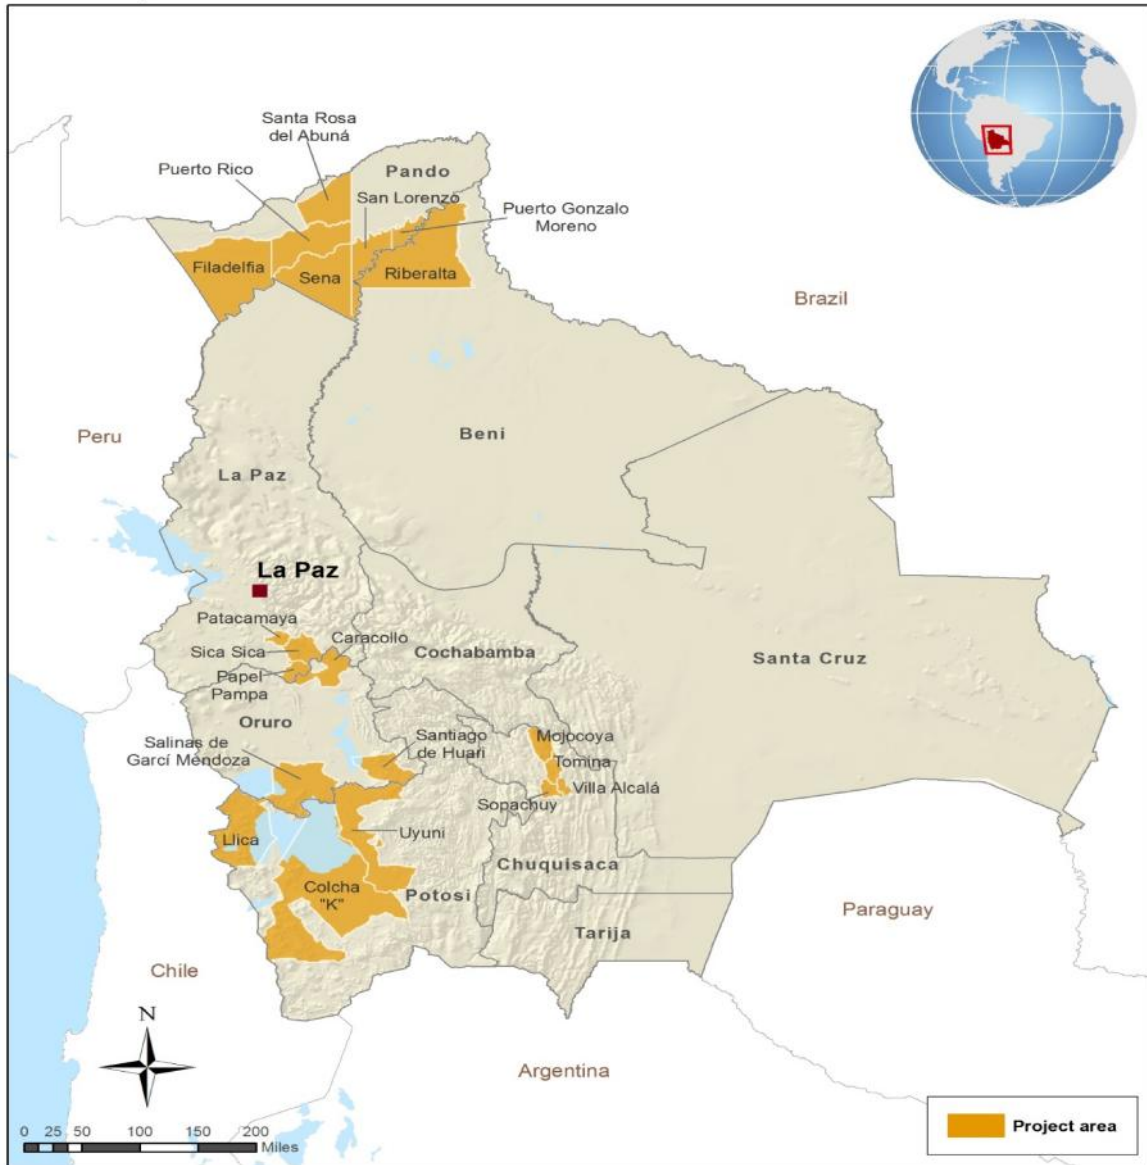 Santa Rosa
del Abuná
Puerto Rico
Pando
San Lorenzo
Puerto Gonzalo
Moreno
Filadelfia
Sena
Riberalta
Brazil
Peru
Beni
La Paz
La Paz
Patacamaya
Caracollo
Sica Sica
Cochabamba
Santa Cruz
Papel
Pampa
Oruro
Salinas de
Garcí Méndoza
Santiago
de Huari
Mojocoya
Tomina
Villa Alcalá
Sopachuy
Llica
Uyuni
Chuquisaca
Colcha
"K"
Potosi
Paraguay
Tarija
Chile
N
Argentina
Project area
0 25 50 100 150 200
Miles